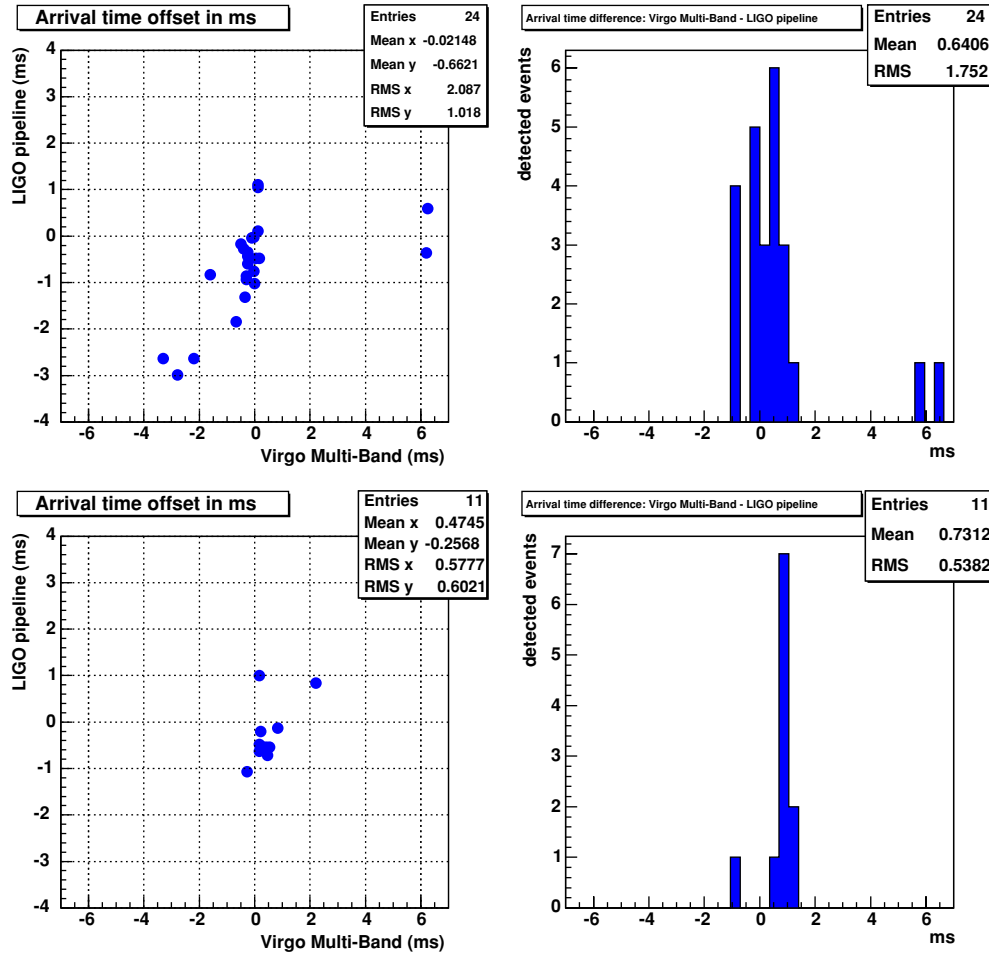 Arrival time offset in ms
Entries 24
Mean x -0.02148
Mean y -0.6621
RMS x 2.087
RMS y 1.018
LIGO pipeline (ms)
4
3
2
1
0
-1
-2
-3
-4
-6 -4 -2 0 2 4 6
Virgo Multi-Band (ms)
Arrival time difference: Virgo Multi-Band - LIGO pipeline
Entries 24
Mean 0.6406
RMS 1.752
detected events
6
5
4
3
2
1
0
-6 -4 -2 0 2 4 6
ms
Arrival time offset in ms
Entries 11
Mean x 0.4745
Mean y -0.2568
RMS x 0.5777
RMS y 0.6021
LIGO pipeline (ms)
4
3
2
1
0
-1
-2
-3
-4
-6 -4 -2 0 2 4 6
Virgo Multi-Band (ms)
Arrival time difference: Virgo Multi-Band - LIGO pipeline
Entries 11
Mean 0.7312
RMS 0.5382
detected events
7
6
5
4
3
2
1
0
-6 -4 -2 0 2 4 6
ms